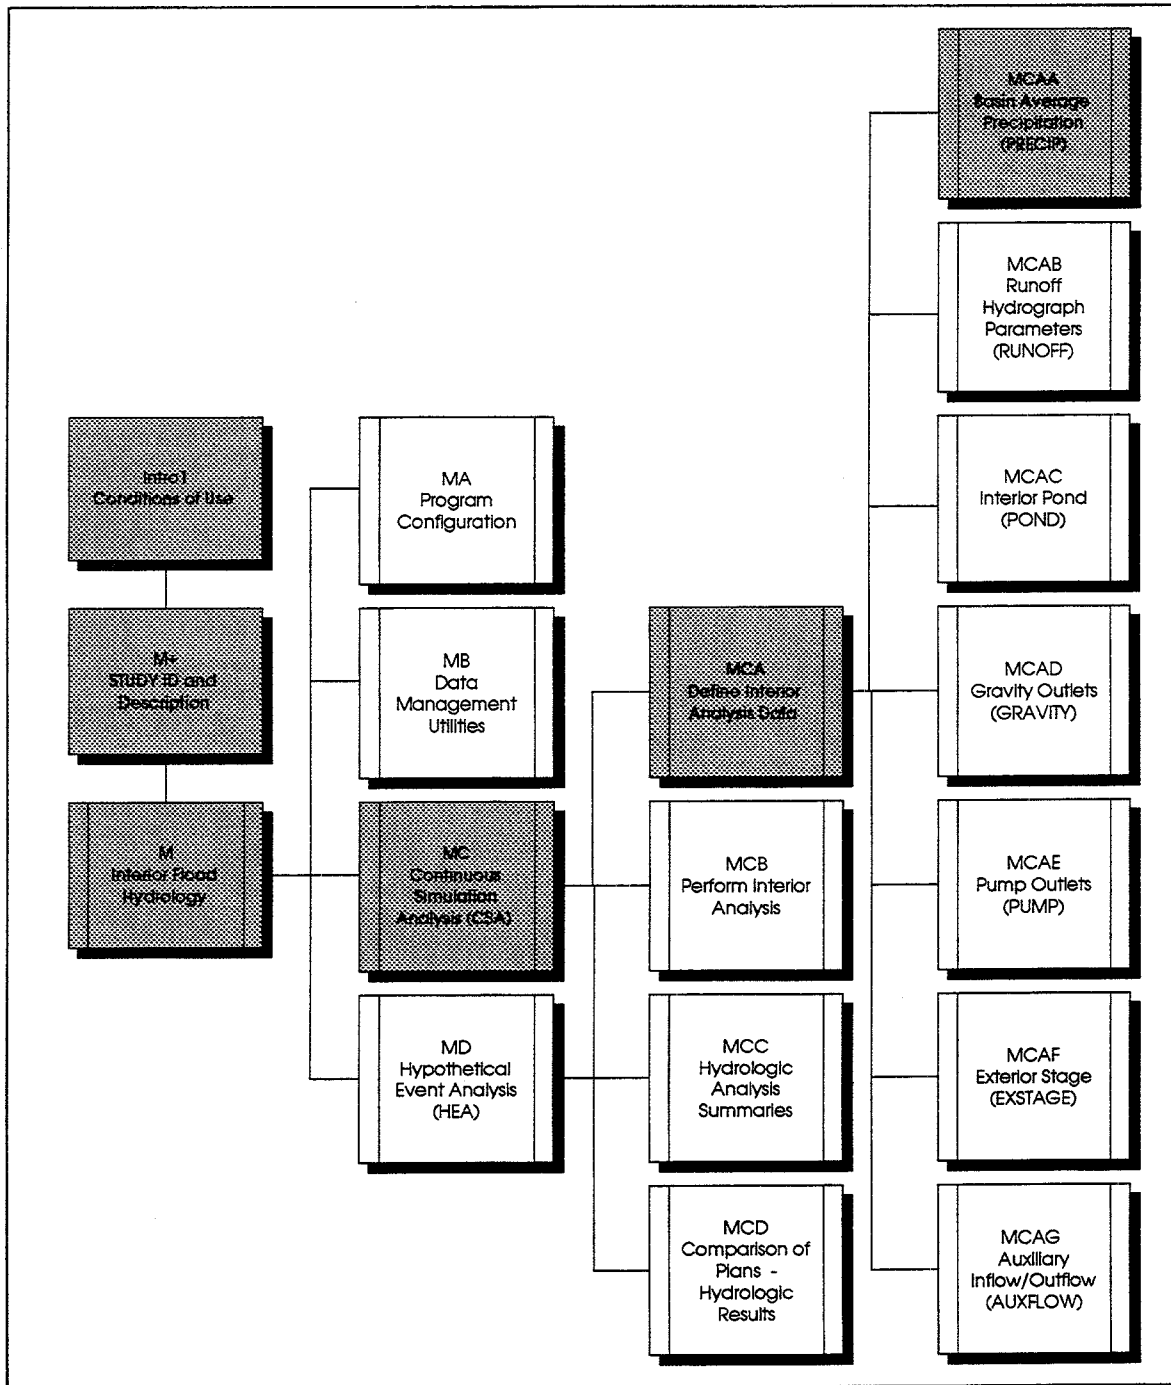 Intro1
Conditions of Use
M+
STUDY ID and
Description
M
Interior Flood
Hydrology
MA
Program
Configuration
MB
Data
Management
Utilities
MC
Continuous
Simulation
Analysis (CSA)
MD
Hypothetical
Event Analysis
(HEA)
MCA
Define Interior
Analysis Data
MCB
Perform Interior
Analysis
MCC
Hydrologic
Analysis
Summaries
MCD
Comparison of
Plans -
Hydrologic
Results
MCAA
Basin Average
Precipitation
(PRECIP)
MCAB
Runoff
Hydrograph
Parameters
(RUNOFF)
MCAC
Interior Pond
(POND)
MCAD
Gravity Outlets
(GRAVITY)
MCAE
Pump Outlets
(PUMP)
MCAF
Exterior Stage
(EXSTAGE)
MCAG
Auxiliary
Inflow/Outflow
(AUXFLOW)